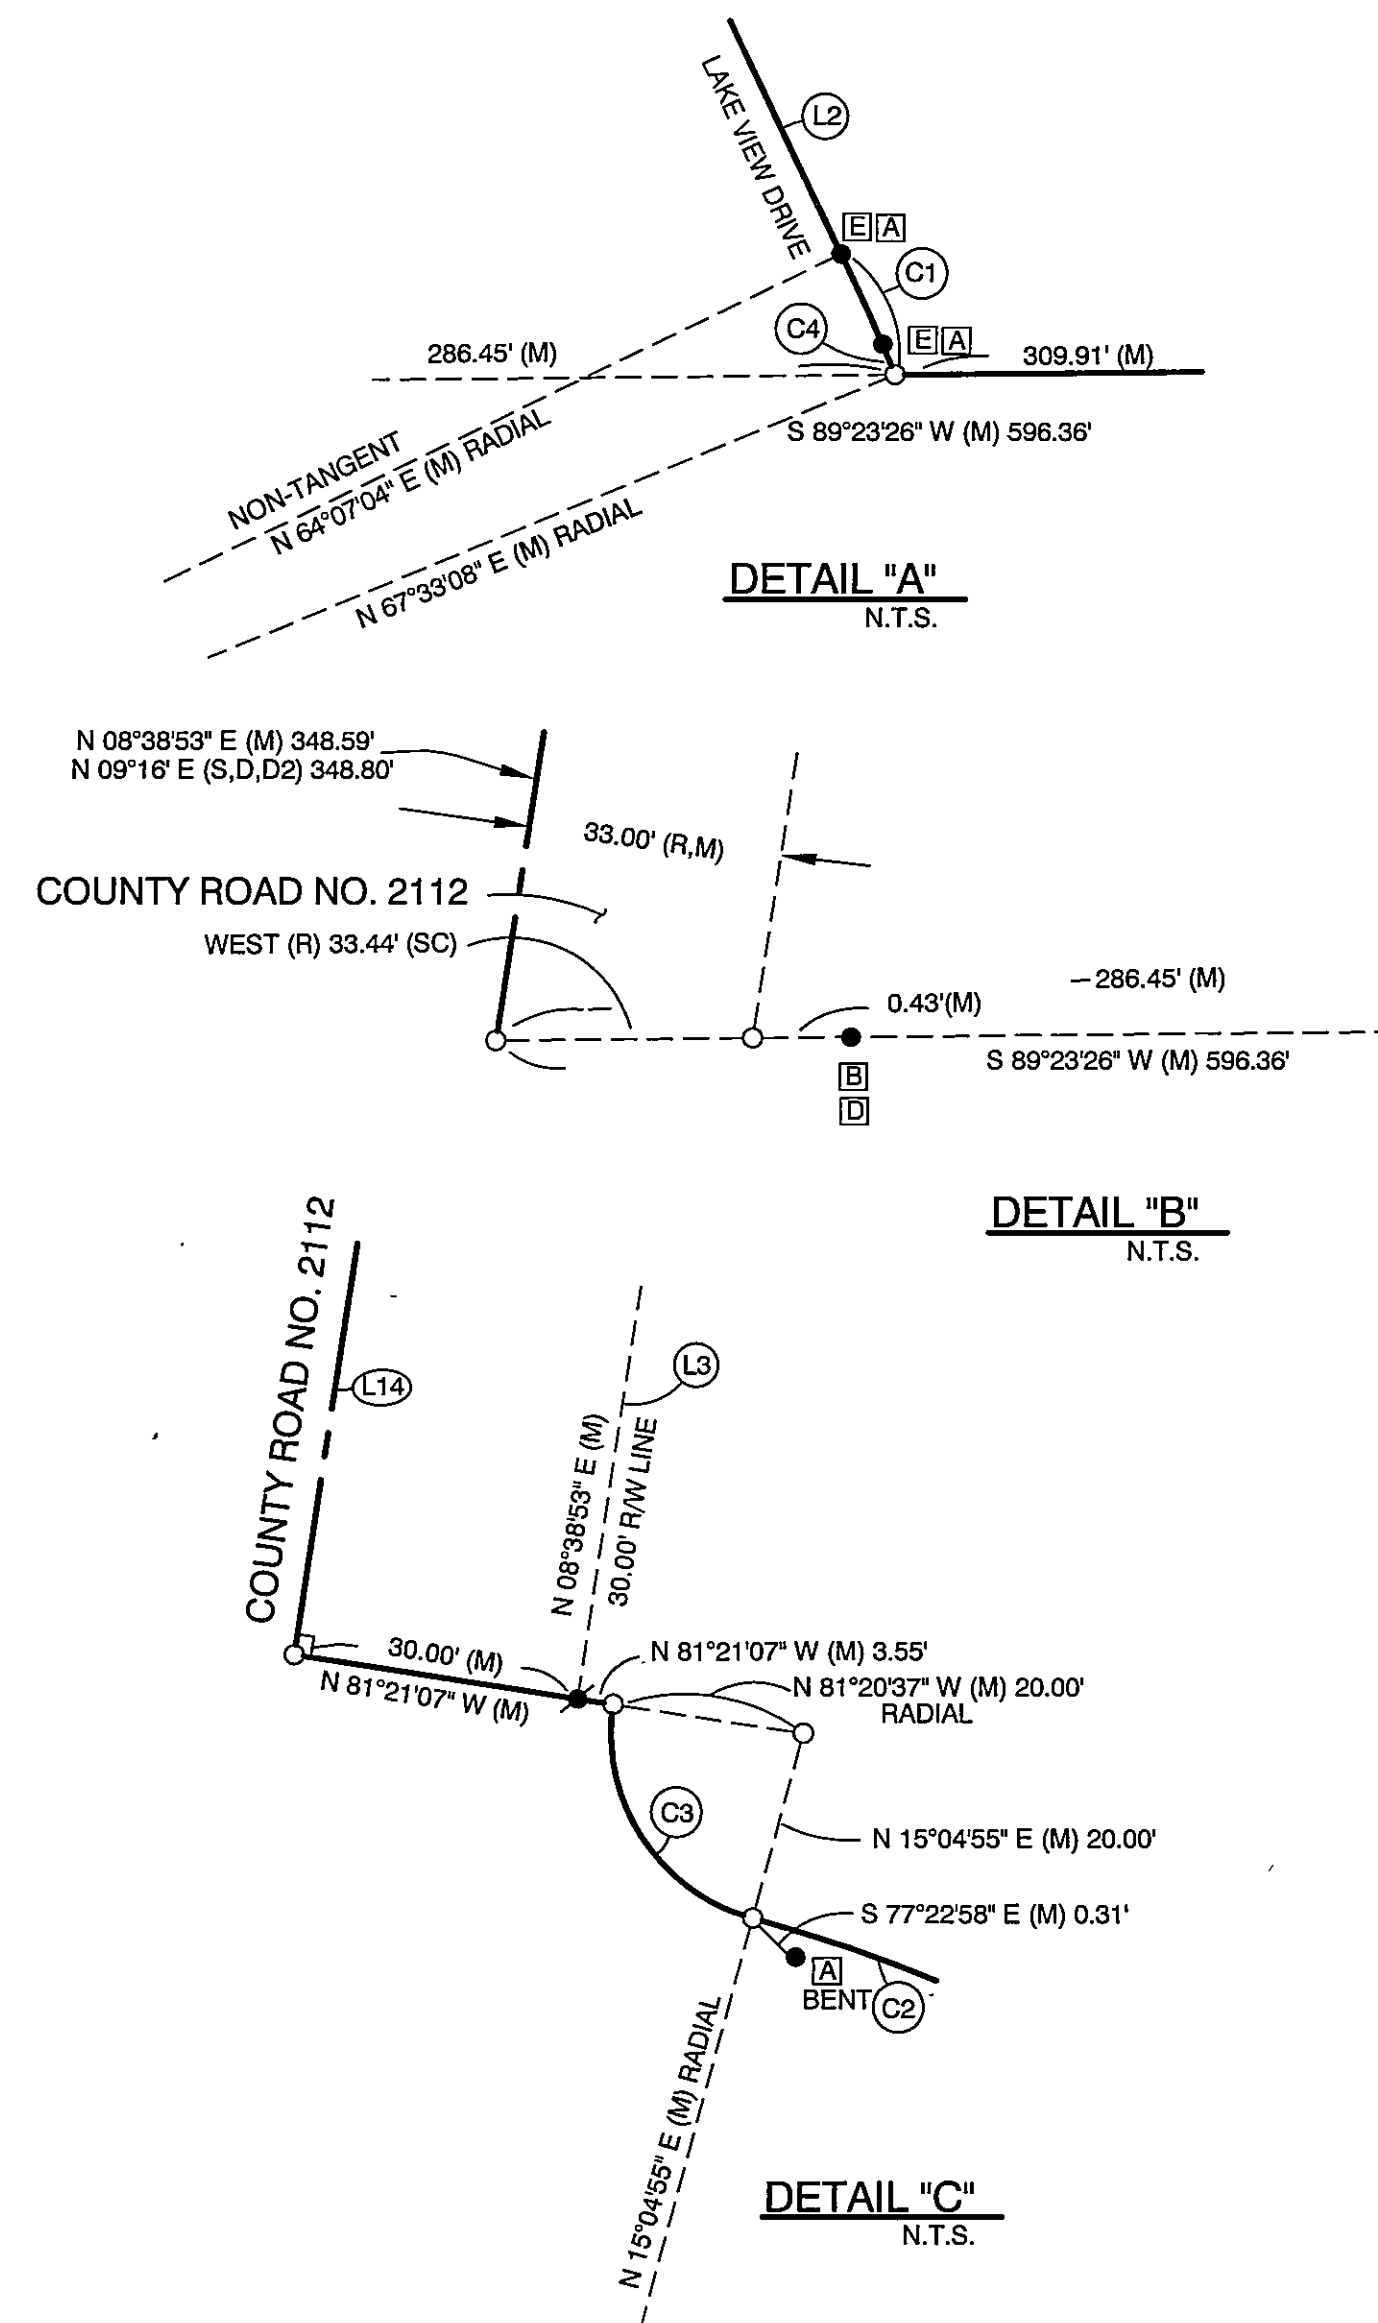 LAKE VIEW DRIVE
L2
E A
C1
C4
E A
286.45' (M)
309.91' (M)
S 89°23'26" W (M) 596.36'
NON-TANGENT
N 64°07'04" E (M) RADIAL
N 67°33'08" E (M) RADIAL
DETAIL "A"
N.T.S.
N 08°38'53" E (M) 348.59'
N 09°16' E (S,D,D2) 348.80'
33.00' (R,M)
COUNTY ROAD NO. 2112
WEST (R) 33.44' (SC)
286.45' (M)
0.43'(M)
S 89°23'26" W (M) 596.36'
B
D
DETAIL "B"
N.T.S.
COUNTY ROAD NO. 2112
L14
L3
N 08°38'53" E (M)
30.00' R/W LINE
30.00' (M)
N 81°21'07" W (M)
N 81°21'07" W (M) 3.55'
N 81°20'37" W (M) 20.00'
RADIAL
C3
N 15°04'55" E (M) 20.00'
S 77°22'58" E (M) 0.31'
A
BENT
C2
N 15°04'55" E (M) RADIAL
DETAIL "C"
N.T.S.